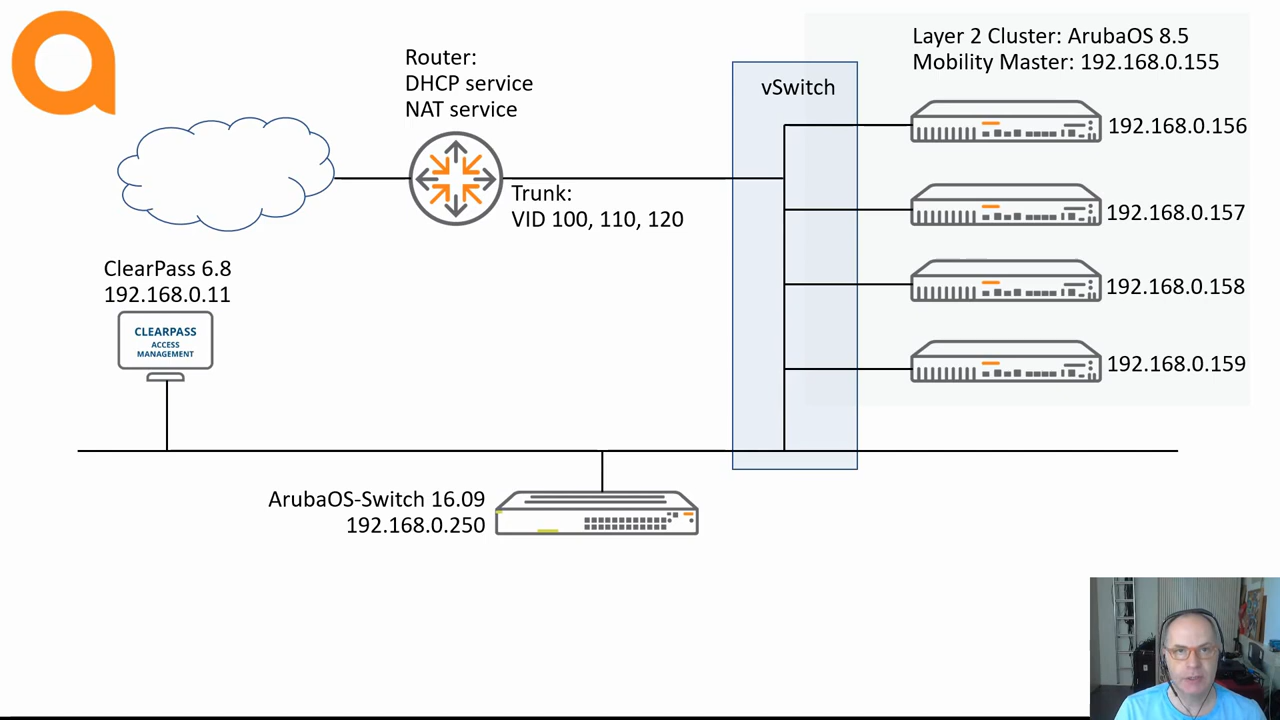 Router:
DHCP service
NAT service
Layer 2 Cluster: ArubaOS 8.5
Mobility Master: 192.168.0.155
vSwitch
192.168.0.156
Trunk:
VID 100, 110, 120
192.168.0.157
ClearPass 6.8
192.168.0.11
192.168.0.158
CLEARPASS
ACCESS
MANAGEMENT
192.168.0.159
ArubaOS-Switch 16.09
192.168.0.250